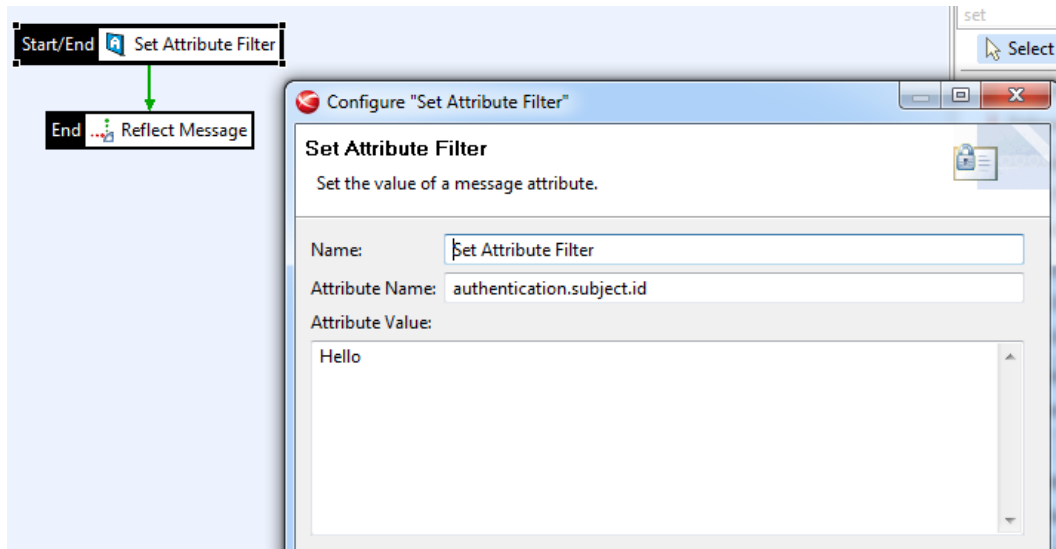 set
Start/End Set Attribute Filter
Select
End Reflect Message
Configure "Set Attribute Filter"
Set Attribute Filter
Set the value of a message attribute.
Name: Set Attribute Filter
Attribute Name: authentication.subject.id
Attribute Value:
Hello